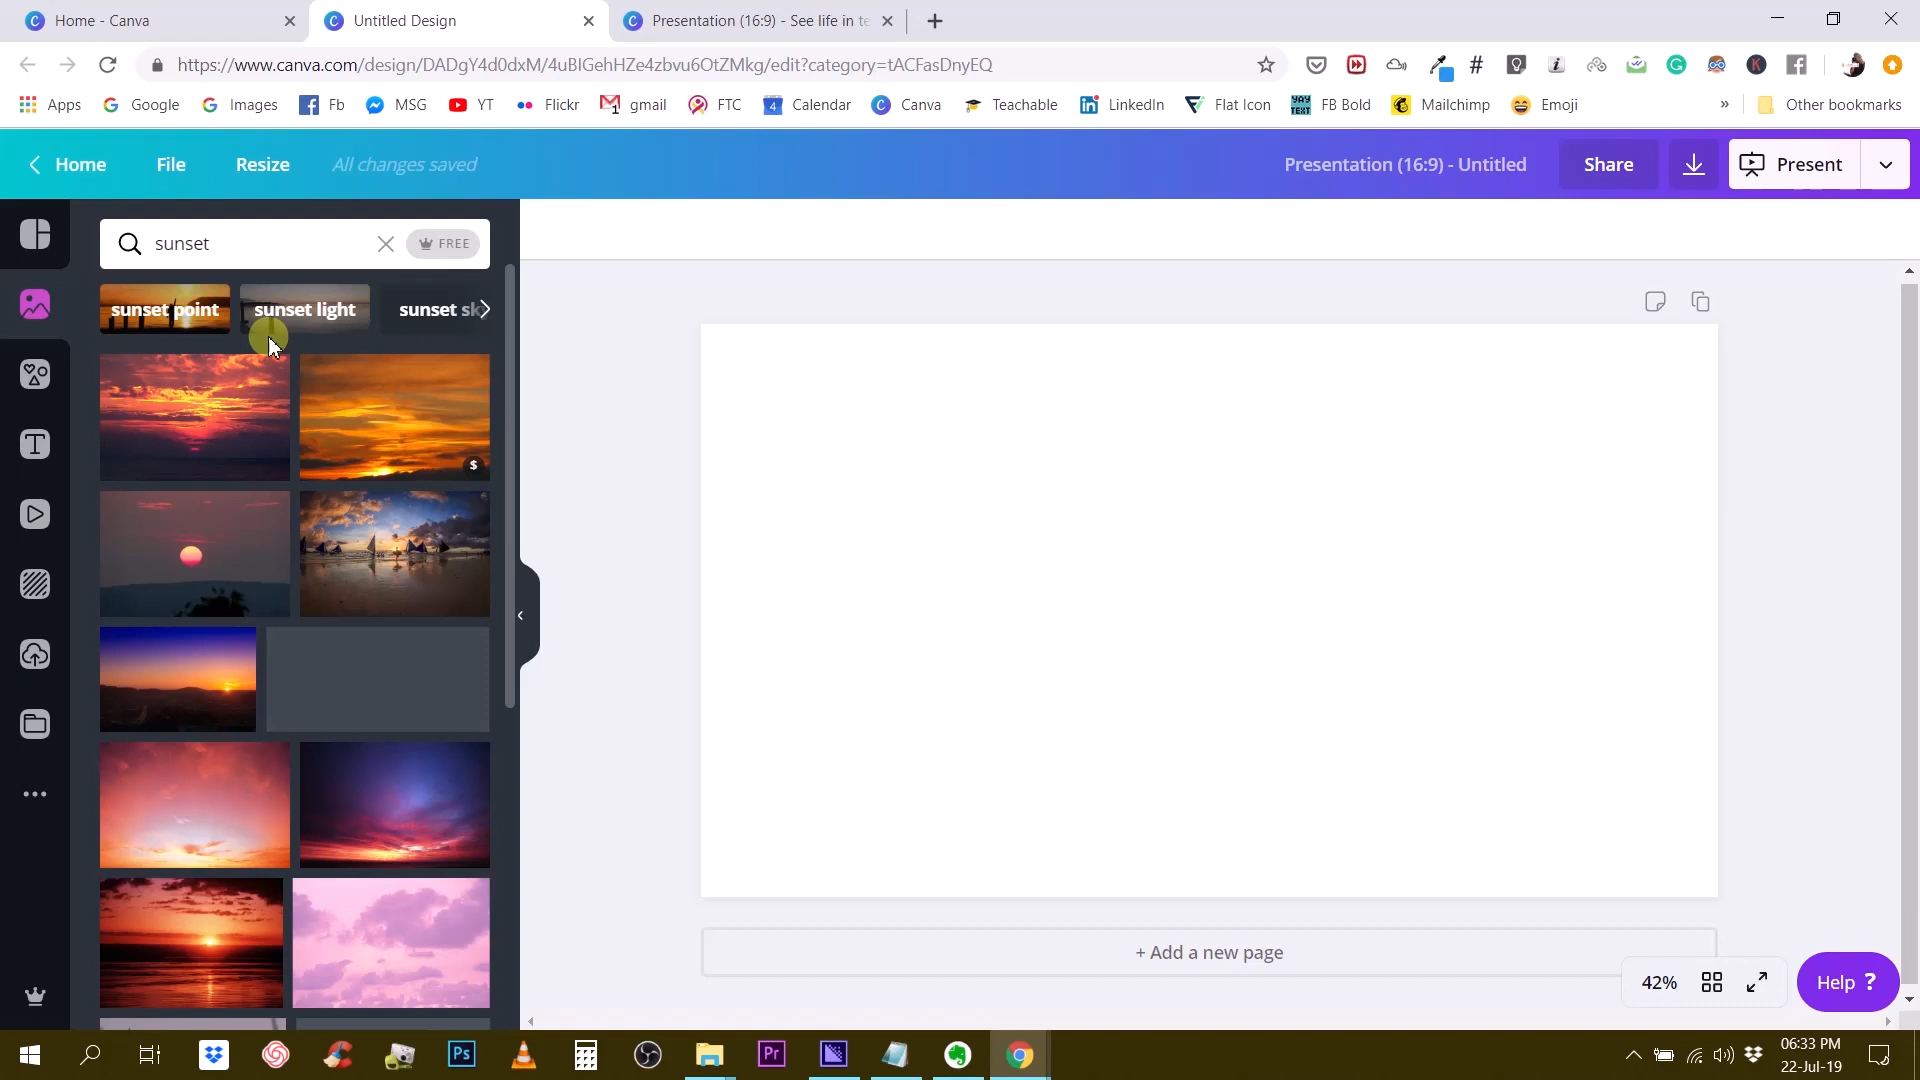 Home - Canva
Untitled Design
Presentation (16:9) - See life in te
https://www.canva.com/design/DADgY4d0dxM/4uBlGehHZe4zbvu6OtZMkg/edit?category=tACFasDnyEQ
Apps
Google
Images
Fb
MSG
YT
Flickr
gmail
FTC
Calendar
Canva
Teachable
LinkedIn
Flat Icon
FB Bold
Mailchimp
Emoji
»
Other bookmarks
Home
File
Resize
All changes saved
Presentation (16:9) - Untitled
Share
Present
sunset
FREE
sunset point
sunset light
sunset sk
$
+ Add a new page
42%
Help ?
06:33 PM
22-Jul-19